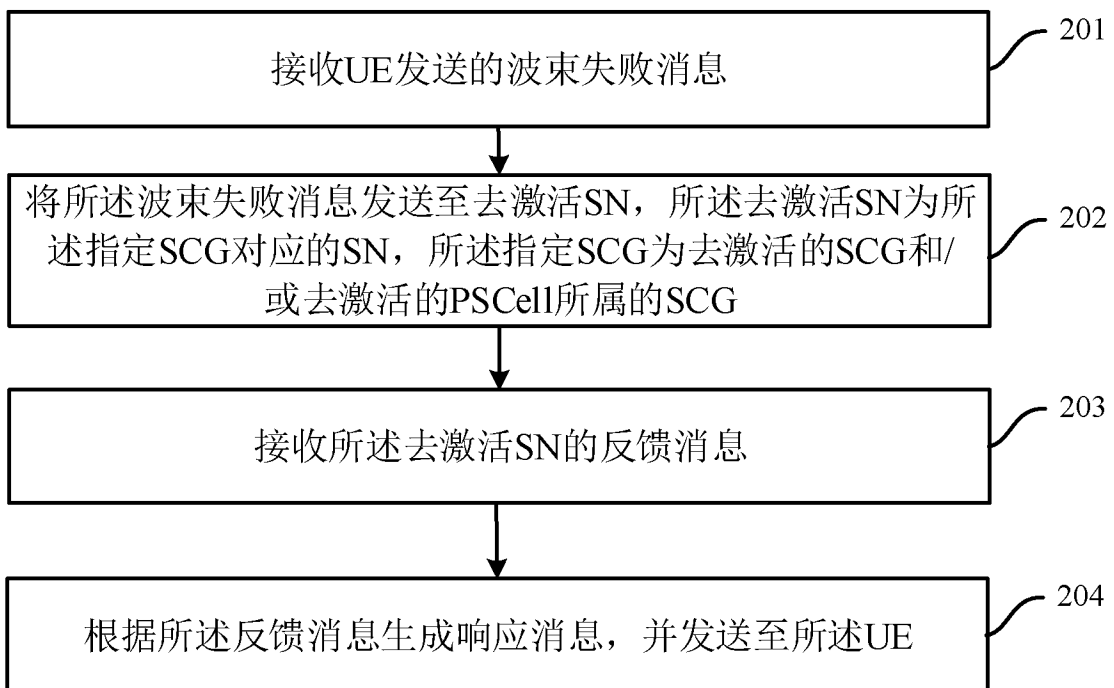 接收UE发送的波束失败消息
201
将所述波束失败消息发送至去激活SN，所述去激活SN为所
述指定SCG对应的SN，所述指定SCG为去激活的SCG和/
或去激活的PSCell所属的SCG
202
接收所述去激活SN的反馈消息
203
根据所述反馈消息生成响应消息，并发送至所述UE
204